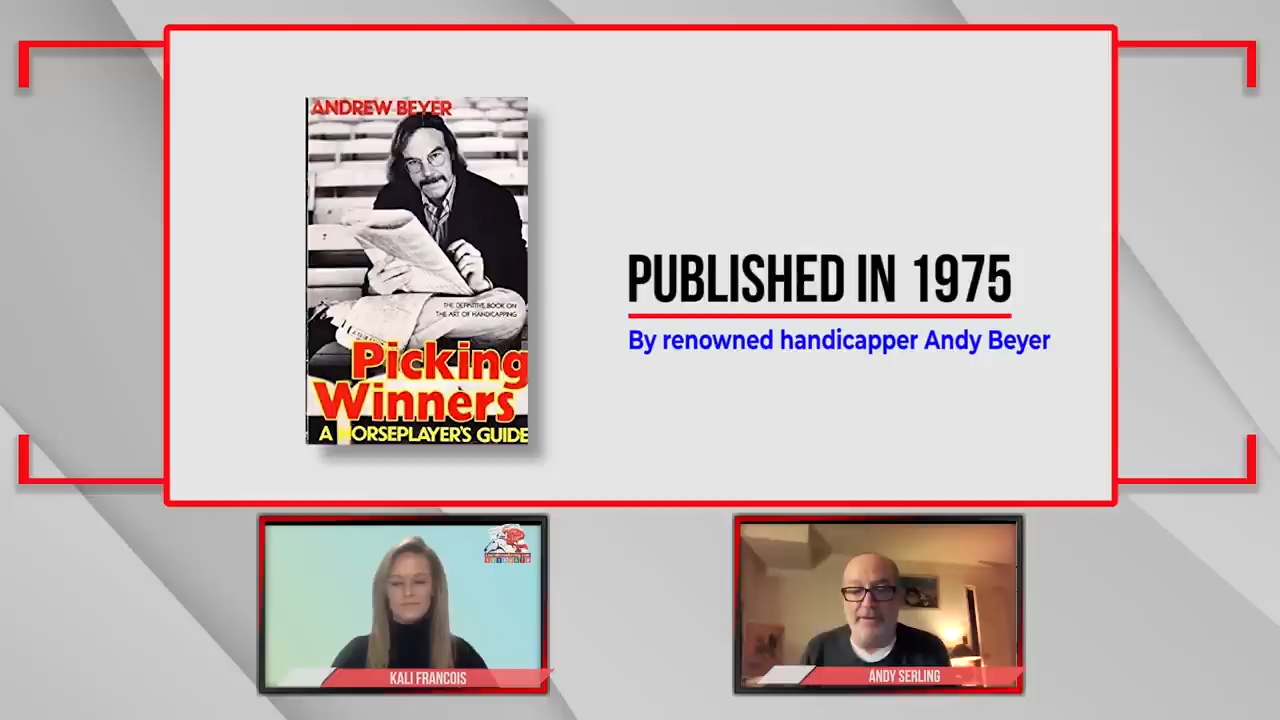 ANDREW BEYER
THE DEFINITIVE BOOK ON
THE ART OF HANDICAPPING
Picking
Winners
A HORSEPLAYER'S GUIDE
PUBLISHED IN 1975
By renowned handicapper Andy Beyer
KALI FRANCOIS
ANDY SERLING